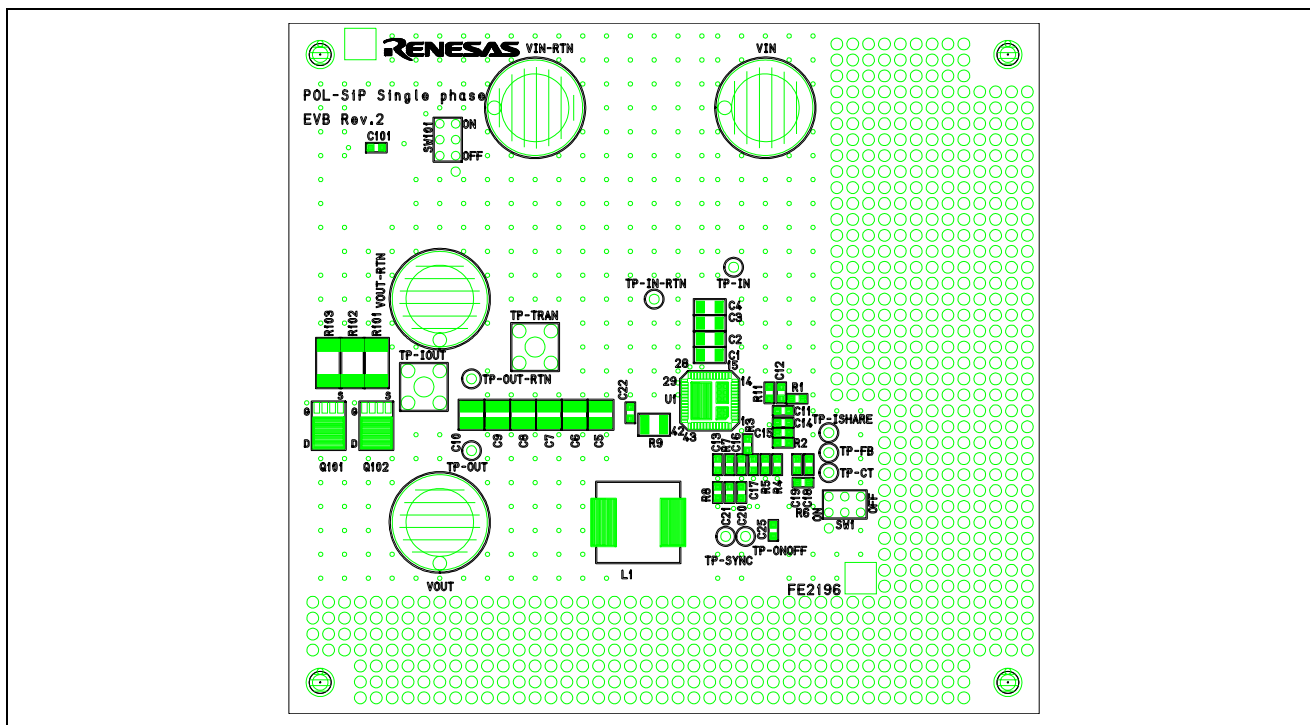 RENESAS
VIN-RTN
VIN
POL-SiP Single phase
EVB Rev.2
C101
SW101
ON
OFF
VOUT-RTN
TP-IN-RTN
TP-IN
R103
R102
R101
TP-TRAN
TP-IOUT
TP-OUT-RTN
C4
C3
C2
C1
28
15
29
14
U1
1
42
43
C22
R9
R11
C12
R1
C11
C14
R2
TP-ISHARE
TP-FB
TP-CT
S
S
G
G
D
D
Q101
Q102
C10
C9
C8
C7
C6
C5
TP-OUT
R3
C15
C13
R7
C16
C17
R5
R4
C19
C18
R6
R8
C21
C20
C25
ON
OFF
SW1
TP-SYNC
TP-ONOFF
VOUT
L1
FE2196